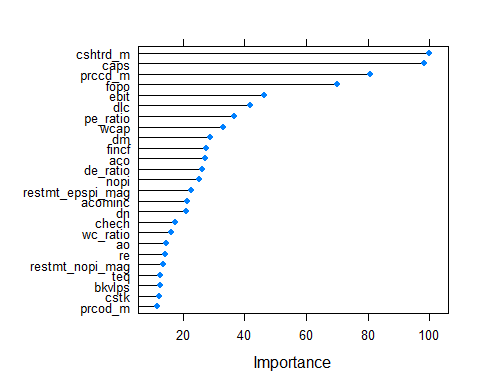 cshtrd_m
caps
prccd_m
fopo
ebit
dlc
pe_ratio
wcap
dm
fincf
aco
de_ratio
nopi
restmt_epspi_mag
acominc
dn
chech
wc_ratio
ao
re
restmt_nopi_mag
teq
bkvlps
cstk
prcod_m
20 40 60 80 100
Importance